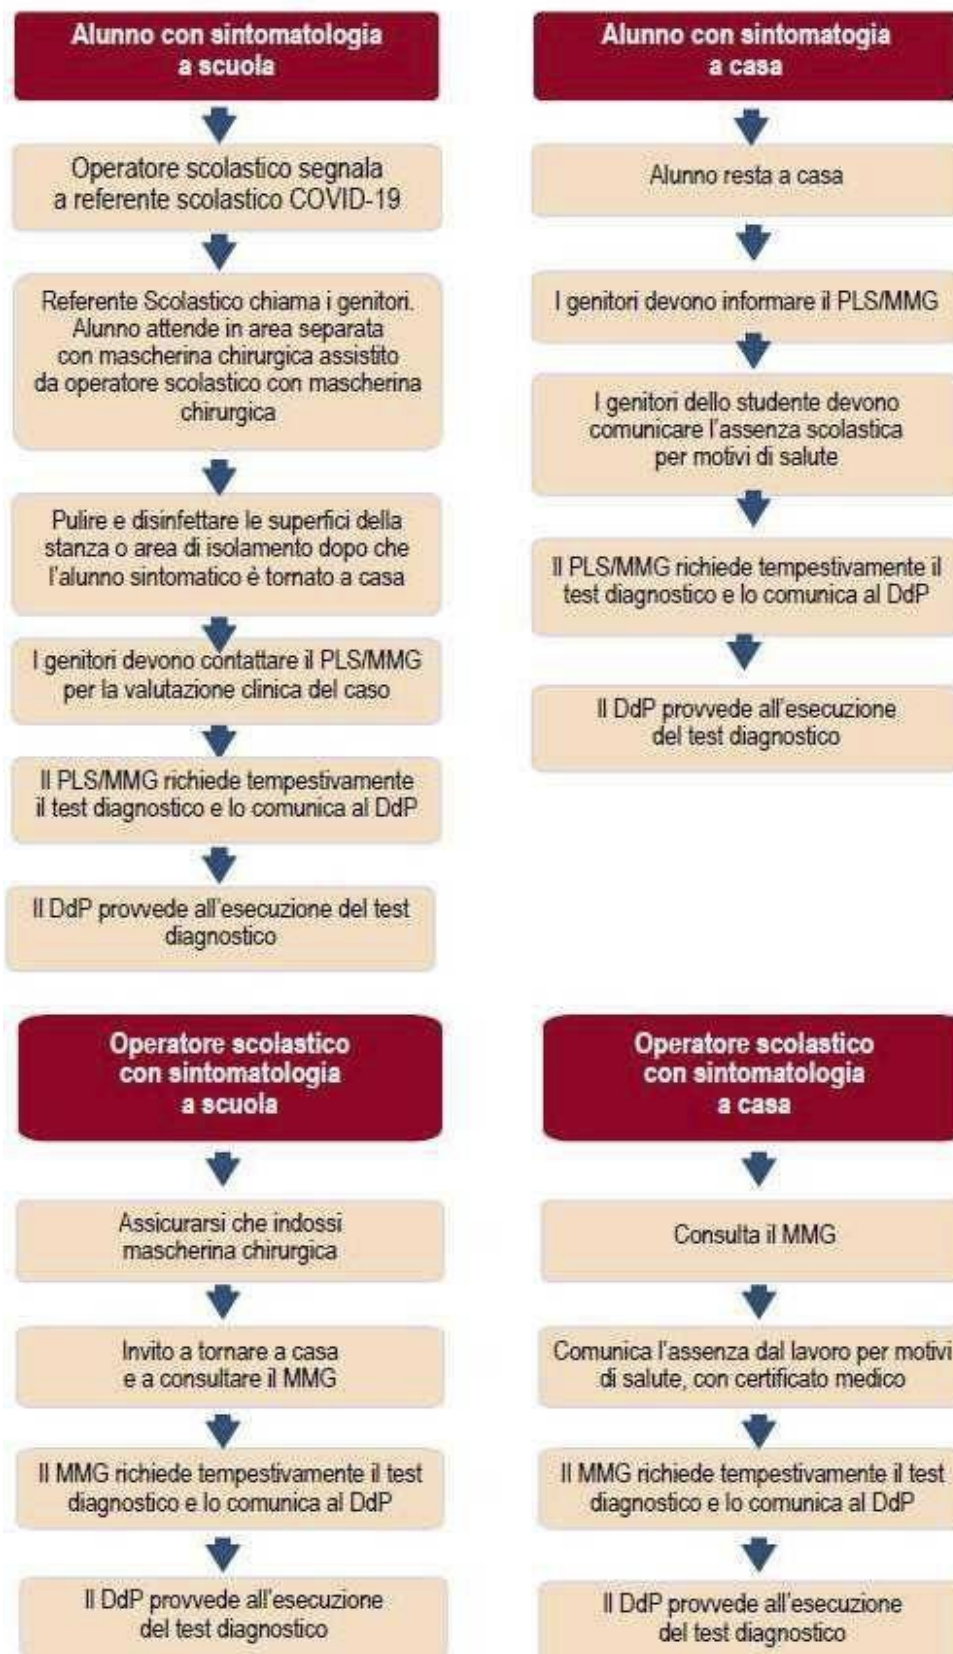 Alunno con sintomatologia
a scuola
Operatore scolastico segnala
a referente scolastico COVID-19
Referente Scolastico chiama i genitori.
Alunno attende in area separata
con mascherina chirurgica assistito
da operatore scolastico con mascherina
chirurgica
Pulire e disinfettare le superfici della
stanza o area di isolamento dopo che
l'alunno sintomatico è tornato a casa
I genitori devono contattare il PLS/MMG
per la valutazione clinica del caso
Il PLS/MMG richiede tempestivamente
il test diagnostico e lo comunica al DdP
Il DdP provvede all'esecuzione del test
diagnostico
Alunno con sintomatogia
a casa
Alunno resta a casa
I genitori devono informare il PLS/MMG
I genitori dello studente devono
comunicare l'assenza scolastica
per motivi di salute
Il PLS/MMG richiede tempestivamente il
test diagnostico e lo comunica al DdP
Il DdP provvede all'esecuzione
del test diagnostico
Operatore scolastico
con sintomatologia
a scuola
Assicurarsi che indossi
mascherina chirurgica
Invito a tornare a casa
e a consultare il MMG
Il MMG richiede tempestivamente il test
diagnostico e lo comunica al DdP
Il DdP provvede all'esecuzione
del test diagnostico
Operatore scolastico
con sintomatologia
a casa
Consulta il MMG
Comunica l'assenza dal lavoro per motivi
di salute, con certificato medico
Il MMG richiede tempestivamente il test
diagnostico e lo comunica al DdP
Il DdP provvede all'esecuzione
del test diagnostico